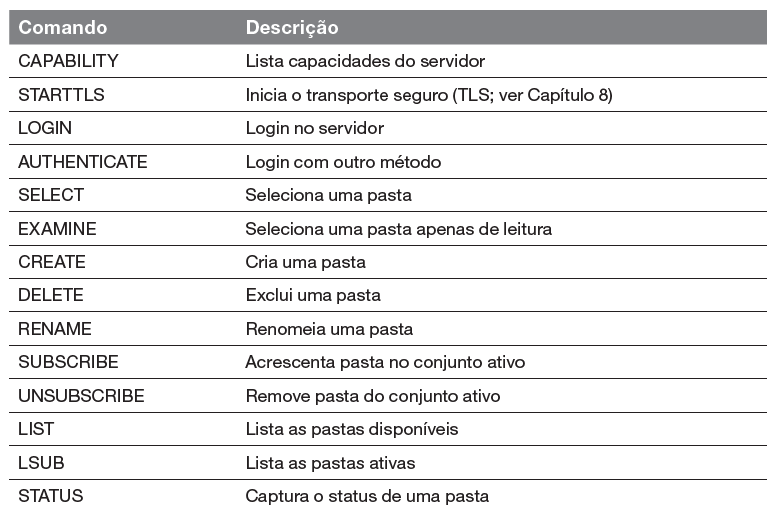 Comando Descrição
CAPABILITY Lista capacidades do servidor
STARTTLS Inicia o transporte seguro (TLS; ver Capítulo 8)
LOGIN Login no servidor
AUTHENTICATE Login com outro método
SELECT Seleciona uma pasta
EXAMINE Seleciona uma pasta apenas de leitura
CREATE Cria uma pasta
DELETE Exclui uma pasta
RENAME Renomeia uma pasta
SUBSCRIBE Acrescenta pasta no conjunto ativo
UNSUBSCRIBE Remove pasta do conjunto ativo
LIST Lista as pastas disponíveis
LSUB Lista as pastas ativas
STATUS Captura o status de uma pasta